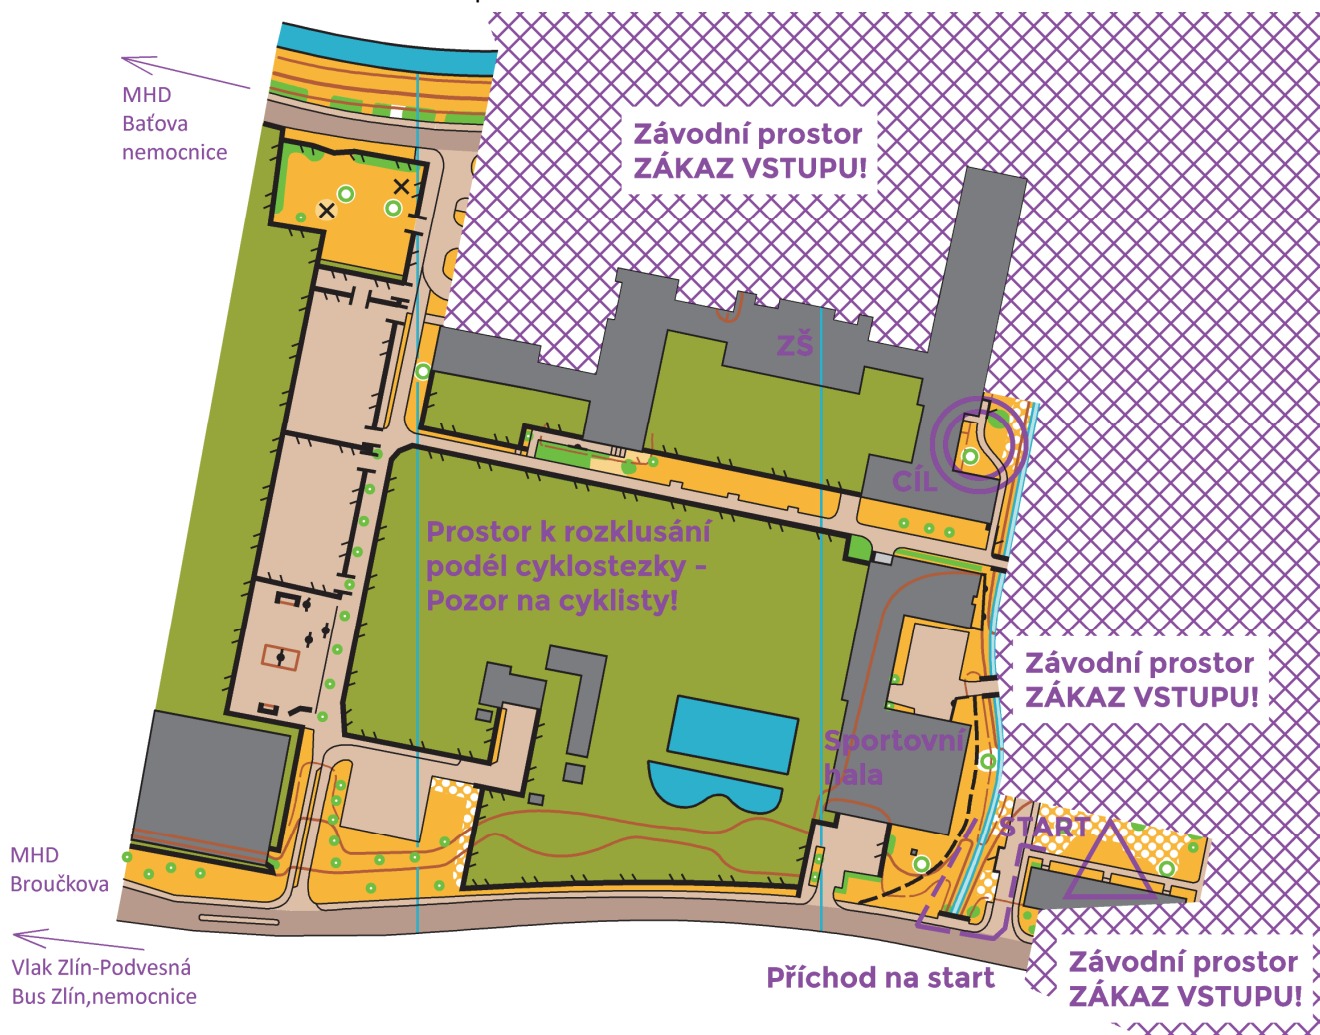 MHD
Baťova
nemocnice
Závodní prostor
ZÁKAZ VSTUPU!
ZŠ
CÍL
Prostor k rozklusání
podél cyklostezky -
Pozor na cyklisty!
Závodní prostor
ZÁKAZ VSTUPU!
Sportovní
hala
START
MHD
Broučkova
Vlak Zlín-Podvesná
Bus Zlín,nemocnice
Příchod na start
Závodní prostor
ZÁKAZ VSTUPU!